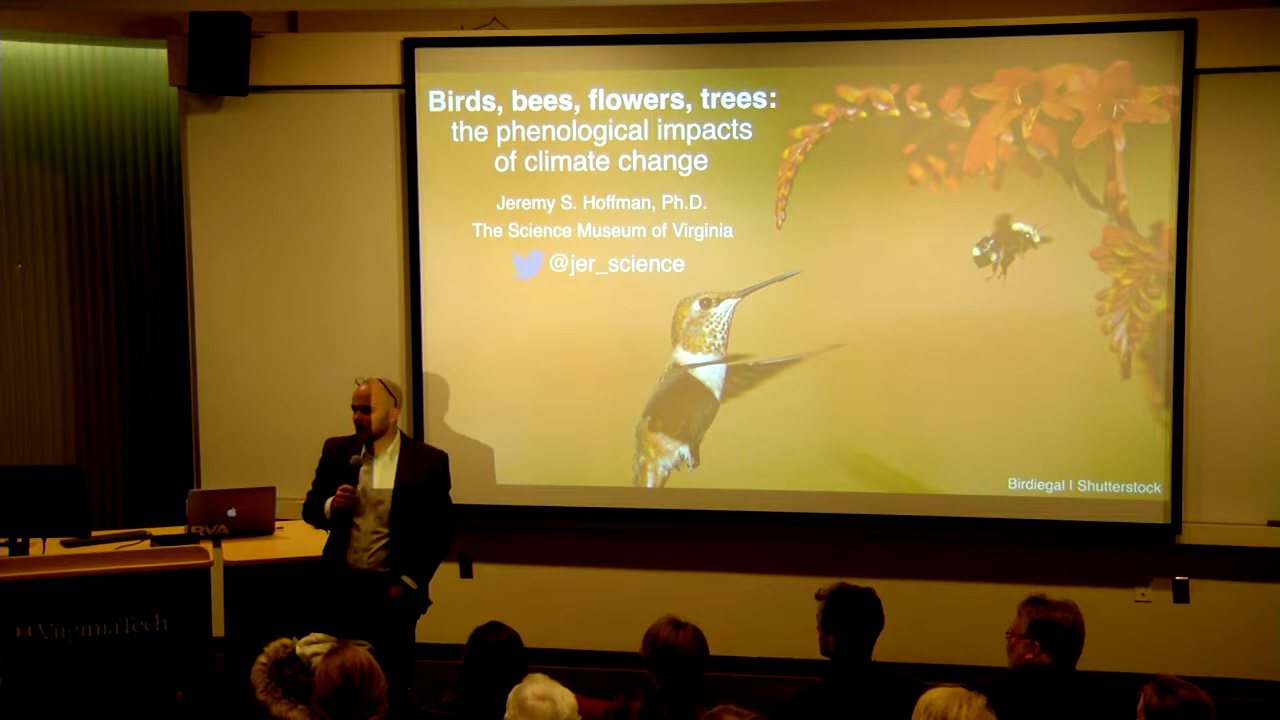 Birds, bees, flowers, trees:
the phenological impacts
of climate change
Jeremy S. Hoffman, Ph.D.
The Science Museum of Virginia
@jer_science
Birdiegal | Shutterstock
RVA
VirginiaTech